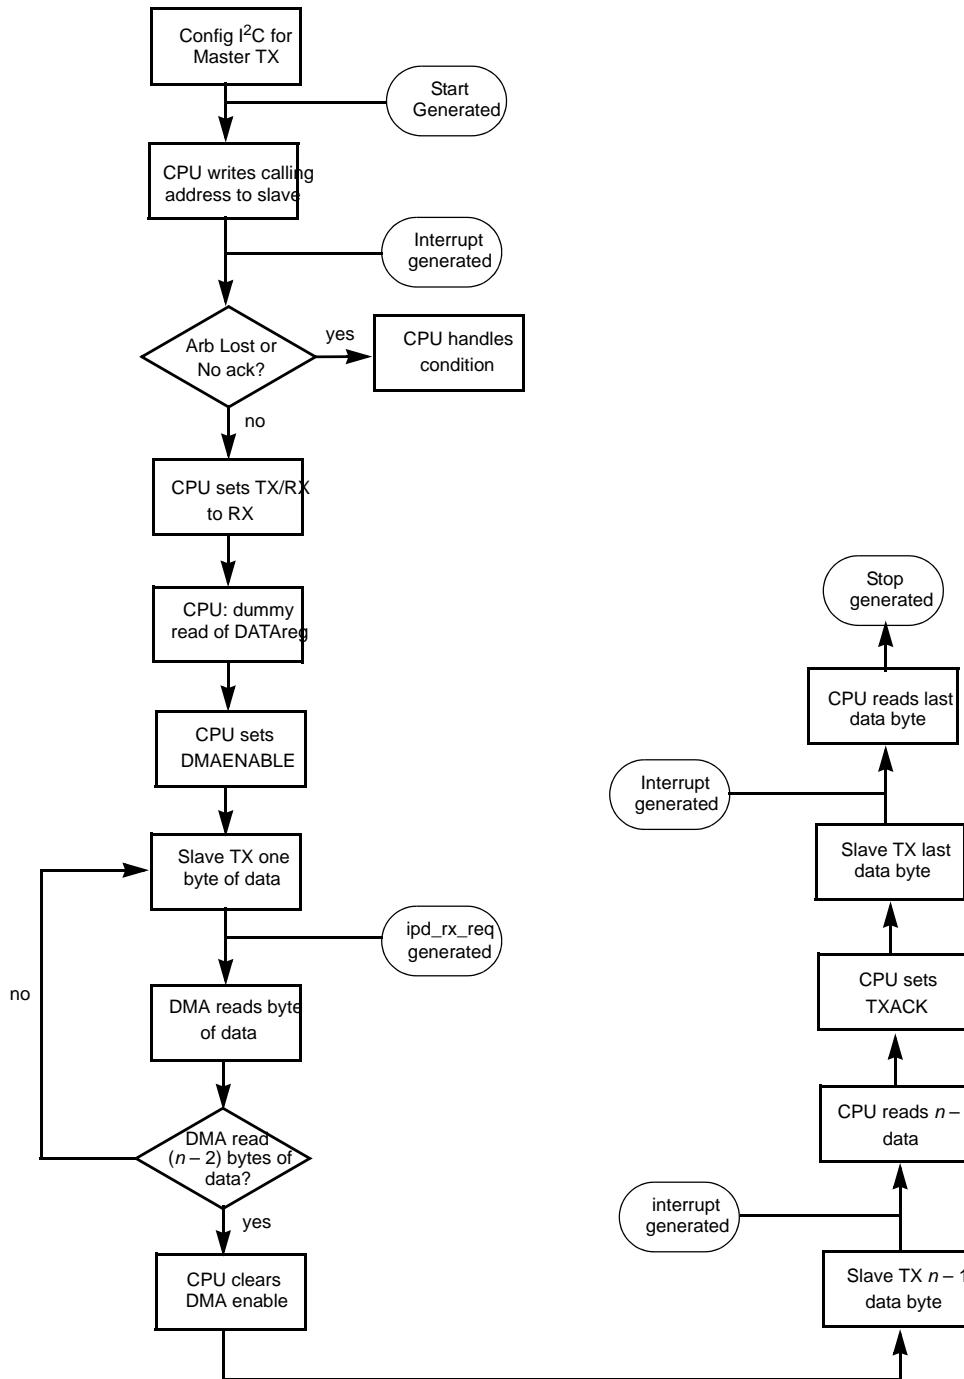 Config I²C for
Master TX
Start
Generated
CPU writes calling
address to slave
Interrupt
generated
Arb Lost or
No ack?
yes
CPU handles
condition
no
CPU sets TX/RX
to RX
CPU: dummy
read of DATAreg
CPU sets
DMAENABLE
Slave TX one
byte of data
ipd_rx_req
generated
no
DMA reads byte
of data
DMA read
(n – 2) bytes of
data?
yes
CPU clears
DMA enable
Stop
generated
CPU reads last
data byte
Interrupt
generated
Slave TX last
data byte
CPU sets
TXACK
CPU reads n –
data
interrupt
generated
Slave TX n – 1
data byte